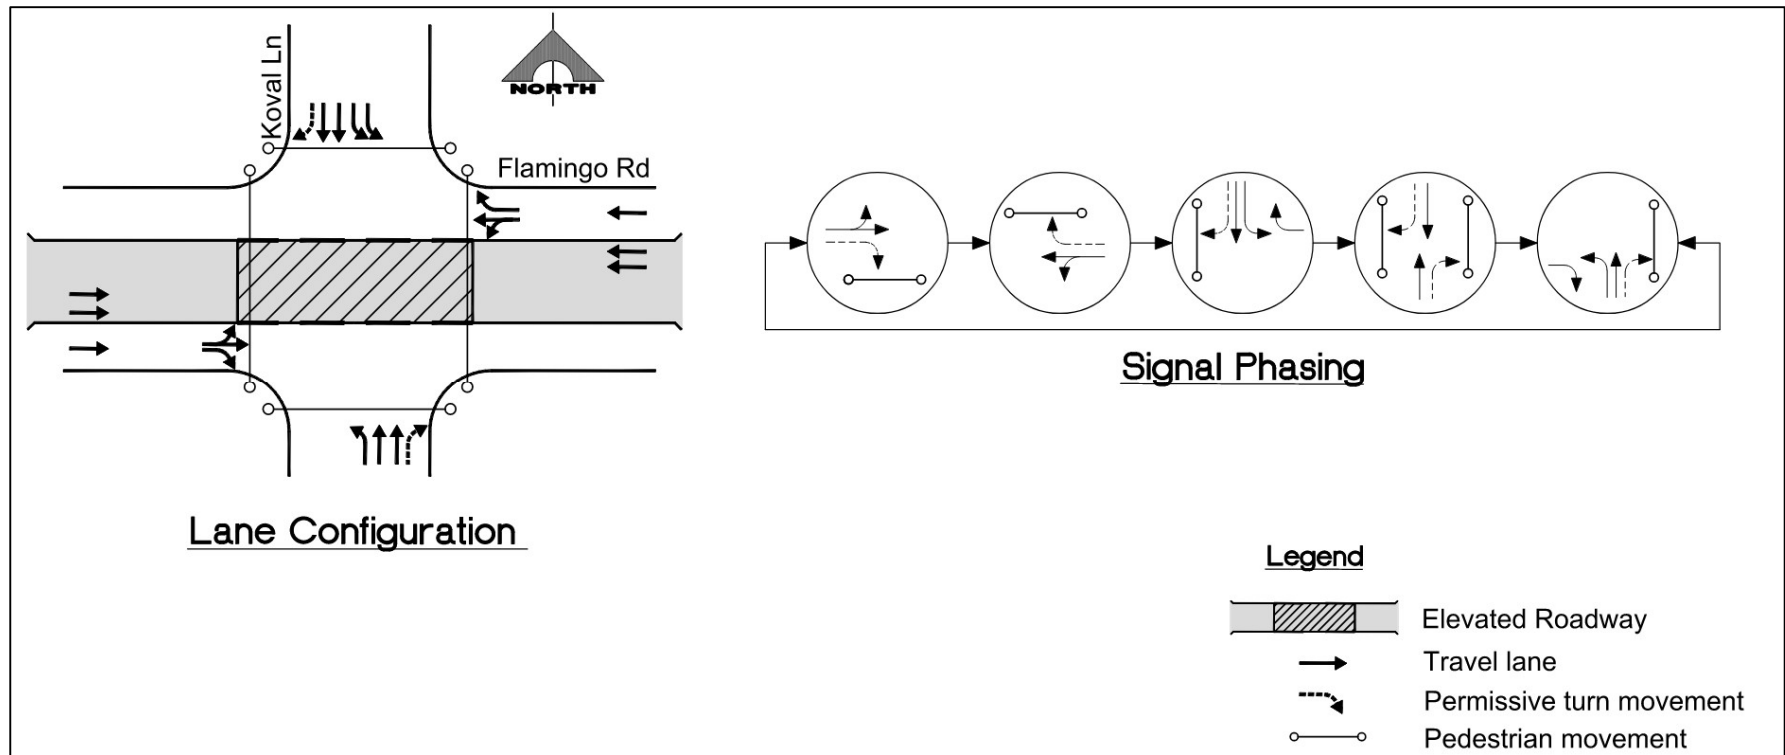 Koval Ln
NORTH
Flamingo Rd
Lane Configuration
Signal Phasing
Legend
Elevated Roadway
Travel lane
Permissive turn movement
Pedestrian movement